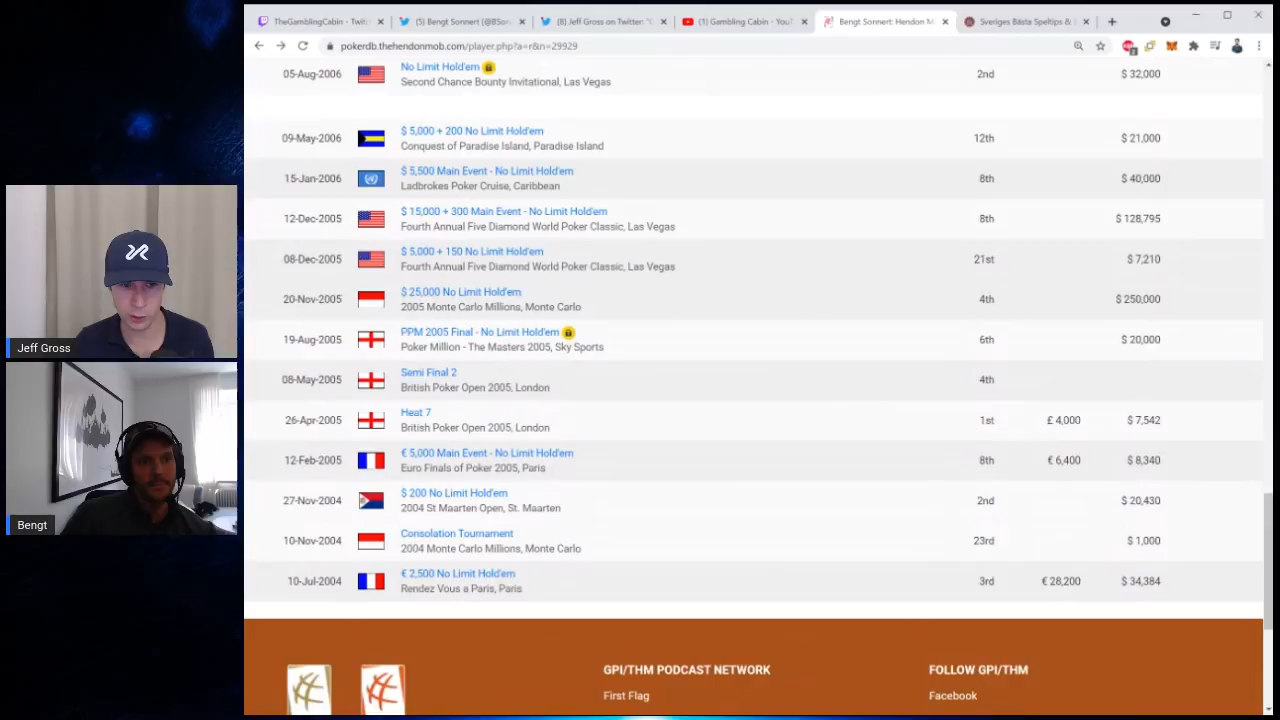 TheGamblingCabin - Twitc
(5) Bengt Sonnert (@BSon
(8) Jeff Gross on Twitter: "G
(1) Gambling Cabin - YouT
Bengt Sonnert: Hendon M
Sveriges Bästa Speltips &
pokerdb.thehendonmob.com/player.php?a=r&n=29929
05-Aug-2006 No Limit Hold'em 2nd $ 32,000
Second Chance Bounty Invitational, Las Vegas
09-May-2006 $ 5,000 + 200 No Limit Hold'em 12th $ 21,000
Conquest of Paradise Island, Paradise Island
15-Jan-2006 $ 5,500 Main Event - No Limit Hold'em 8th $ 40,000
Ladbrokes Poker Cruise, Caribbean
12-Dec-2005 $ 15,000 + 300 Main Event - No Limit Hold'em 8th $ 128,795
Fourth Annual Five Diamond World Poker Classic, Las Vegas
08-Dec-2005 $ 5,000 + 150 No Limit Hold'em 21st $ 7,210
Fourth Annual Five Diamond World Poker Classic, Las Vegas
20-Nov-2005 $ 25,000 No Limit Hold'em 4th $ 250,000
2005 Monte Carlo Millions, Monte Carlo
19-Aug-2005 PPM 2005 Final - No Limit Hold'em 6th $ 20,000
Poker Million - The Masters 2005, Sky Sports
08-May-2005 Semi Final 2 4th
British Poker Open 2005, London
26-Apr-2005 Heat 7 1st £ 4,000 $ 7,542
British Poker Open 2005, London
12-Feb-2005 € 5,000 Main Event - No Limit Hold'em 8th € 6,400 $ 8,340
Euro Finals of Poker 2005, Paris
27-Nov-2004 $ 200 No Limit Hold'em 2nd $ 20,430
2004 St Maarten Open, St. Maarten
10-Nov-2004 Consolation Tournament 23rd $ 1,000
2004 Monte Carlo Millions, Monte Carlo
10-Jul-2004 € 2,500 No Limit Hold'em 3rd € 28,200 $ 34,384
Rendez Vous a Paris, Paris
GPI/THM PODCAST NETWORK
First Flag
FOLLOW GPI/THM
Facebook
Jeff Gross
Bengt